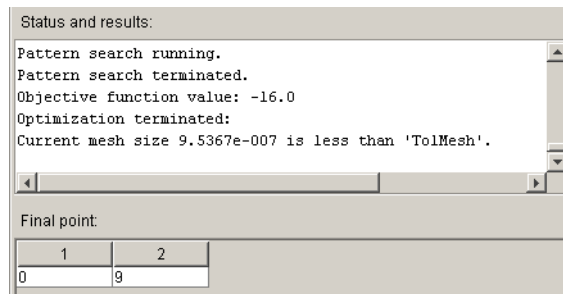 Status and results:
Pattern search running.
Pattern search terminated.
Objective function value: -16.0
Optimization terminated:
Current mesh size 9.5367e-007 is less than 'TolMesh'.
Final point:
1 2
0 9